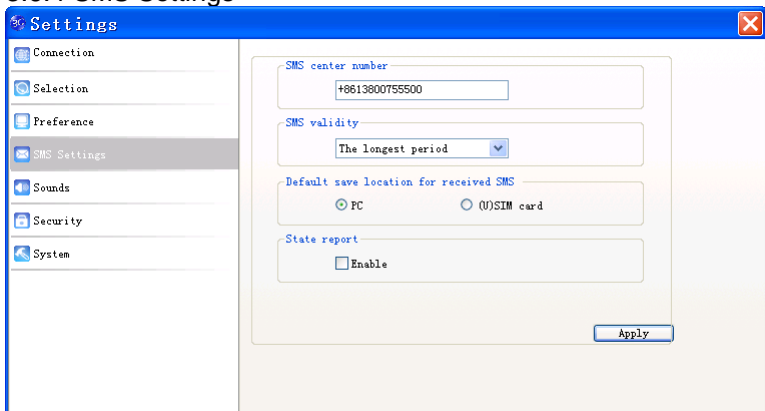 Settings
Connection
Selection
Preference
SMS Settings
Sounds
Security
System
SMS center number
+8613800755500
SMS validity
The longest period
Default save location for received SMS
PC (U)SIM card
State report
Enable
Apply